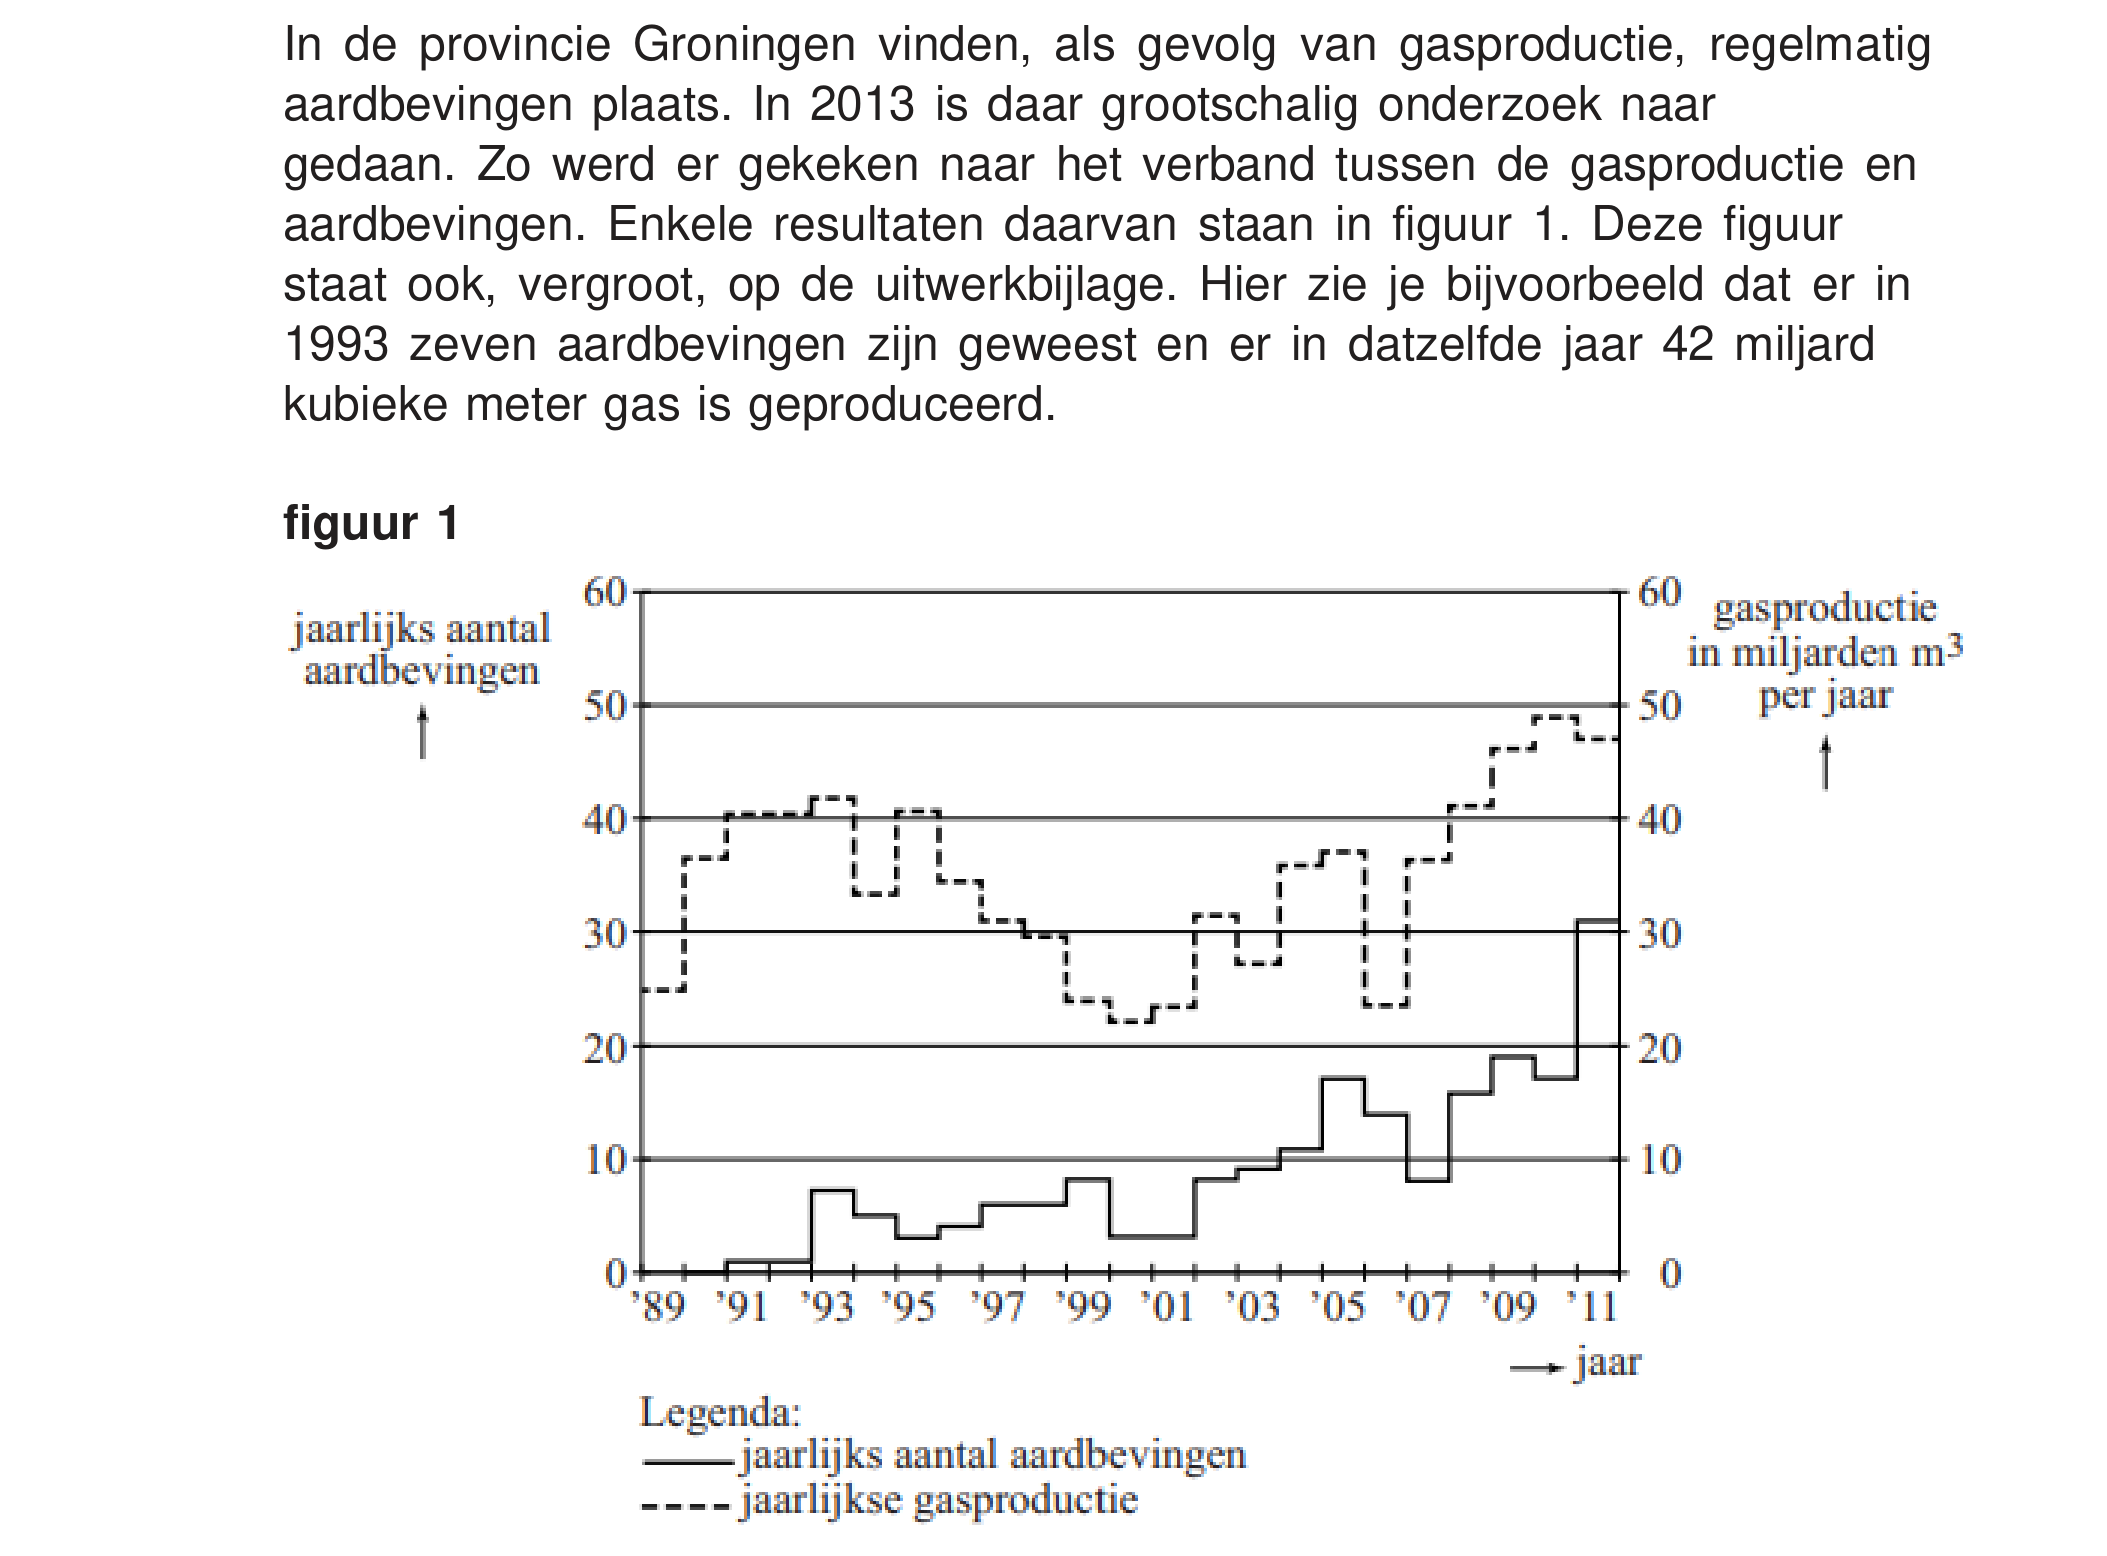 In de provincie Groningen vinden, als gevolg van gasproductie, regelmatig
aardbevingen plaats. In 2013 is daar grootschalig onderzoek naar
gedaan. Zo werd er gekeken naar het verband tussen de gasproductie en
aardbevingen. Enkele resultaten daarvan staan in figuur 1. Deze figuur
staat ook, vergroot, op de uitwerkbijlage. Hier zie je bijvoorbeeld dat er in
1993 zeven aardbevingen zijn geweest en er in datzelfde jaar 42 miljard
kubieke meter gas is geproduceerd.
figuur 1
jaarlijks aantal
aardbevingen
60
50
40
30
20
10
0
60
50
40
30
20
10
0
gasproductie
in miljarden m³
per jaar
’89 ’91 ’93 ’95 ’97 ’99 ’01 ’03 ’05 ’07 ’09 ’11
jaar
Legenda:
jaarlijks aantal aardbevingen
jaarlijkse gasproductie